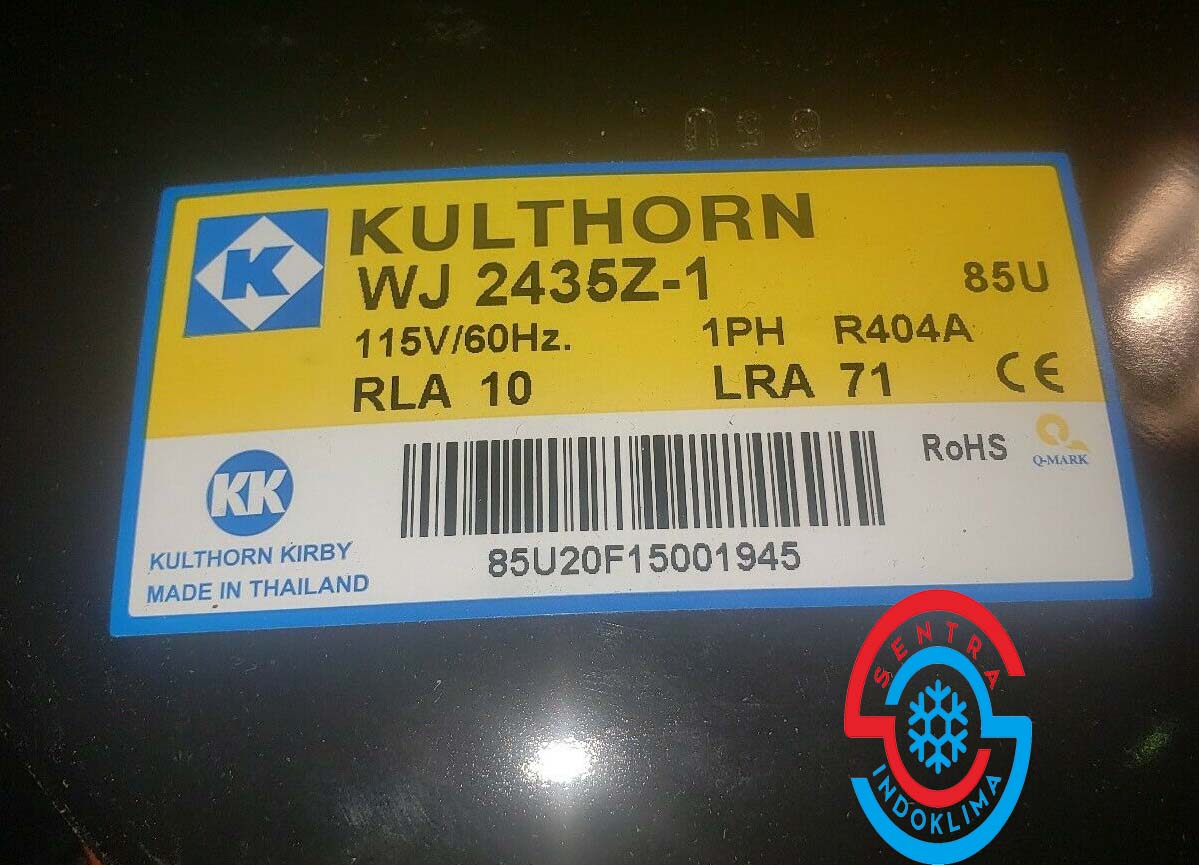 85U
K KULTHORN
WJ 2435Z-1 85U
115V/60Hz. 1PH R404A
RLA 10 LRA 71 CE
RoHS
Q-MARK
KK
KULTHORN KIRBY
MADE IN THAILAND
85U20F15001945
SENTRA
INDOKLIMA